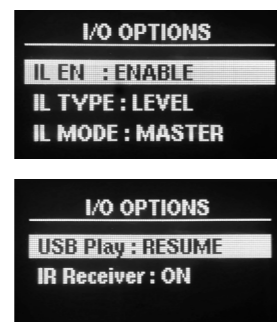 I/O OPTIONS
IL EN : ENABLE
IL TYPE : LEVEL
IL MODE : MASTER
I/O OPTIONS
USB Play : RESUME
IR Receiver : ON